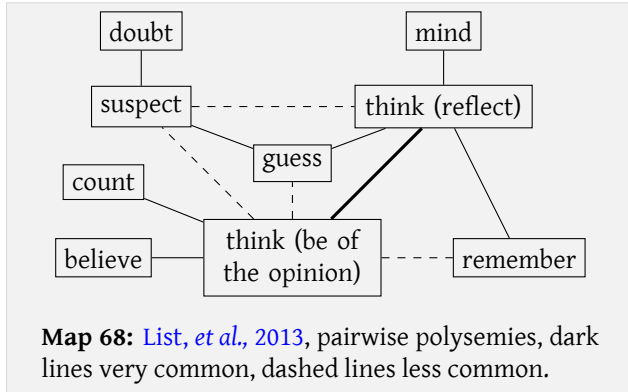 doubt
mind
suspect
think (reflect)
guess
count
think (be of
the opinion)
believe
remember
Map 68: List, et al., 2013, pairwise polysemies, dark
lines very common, dashed lines less common.